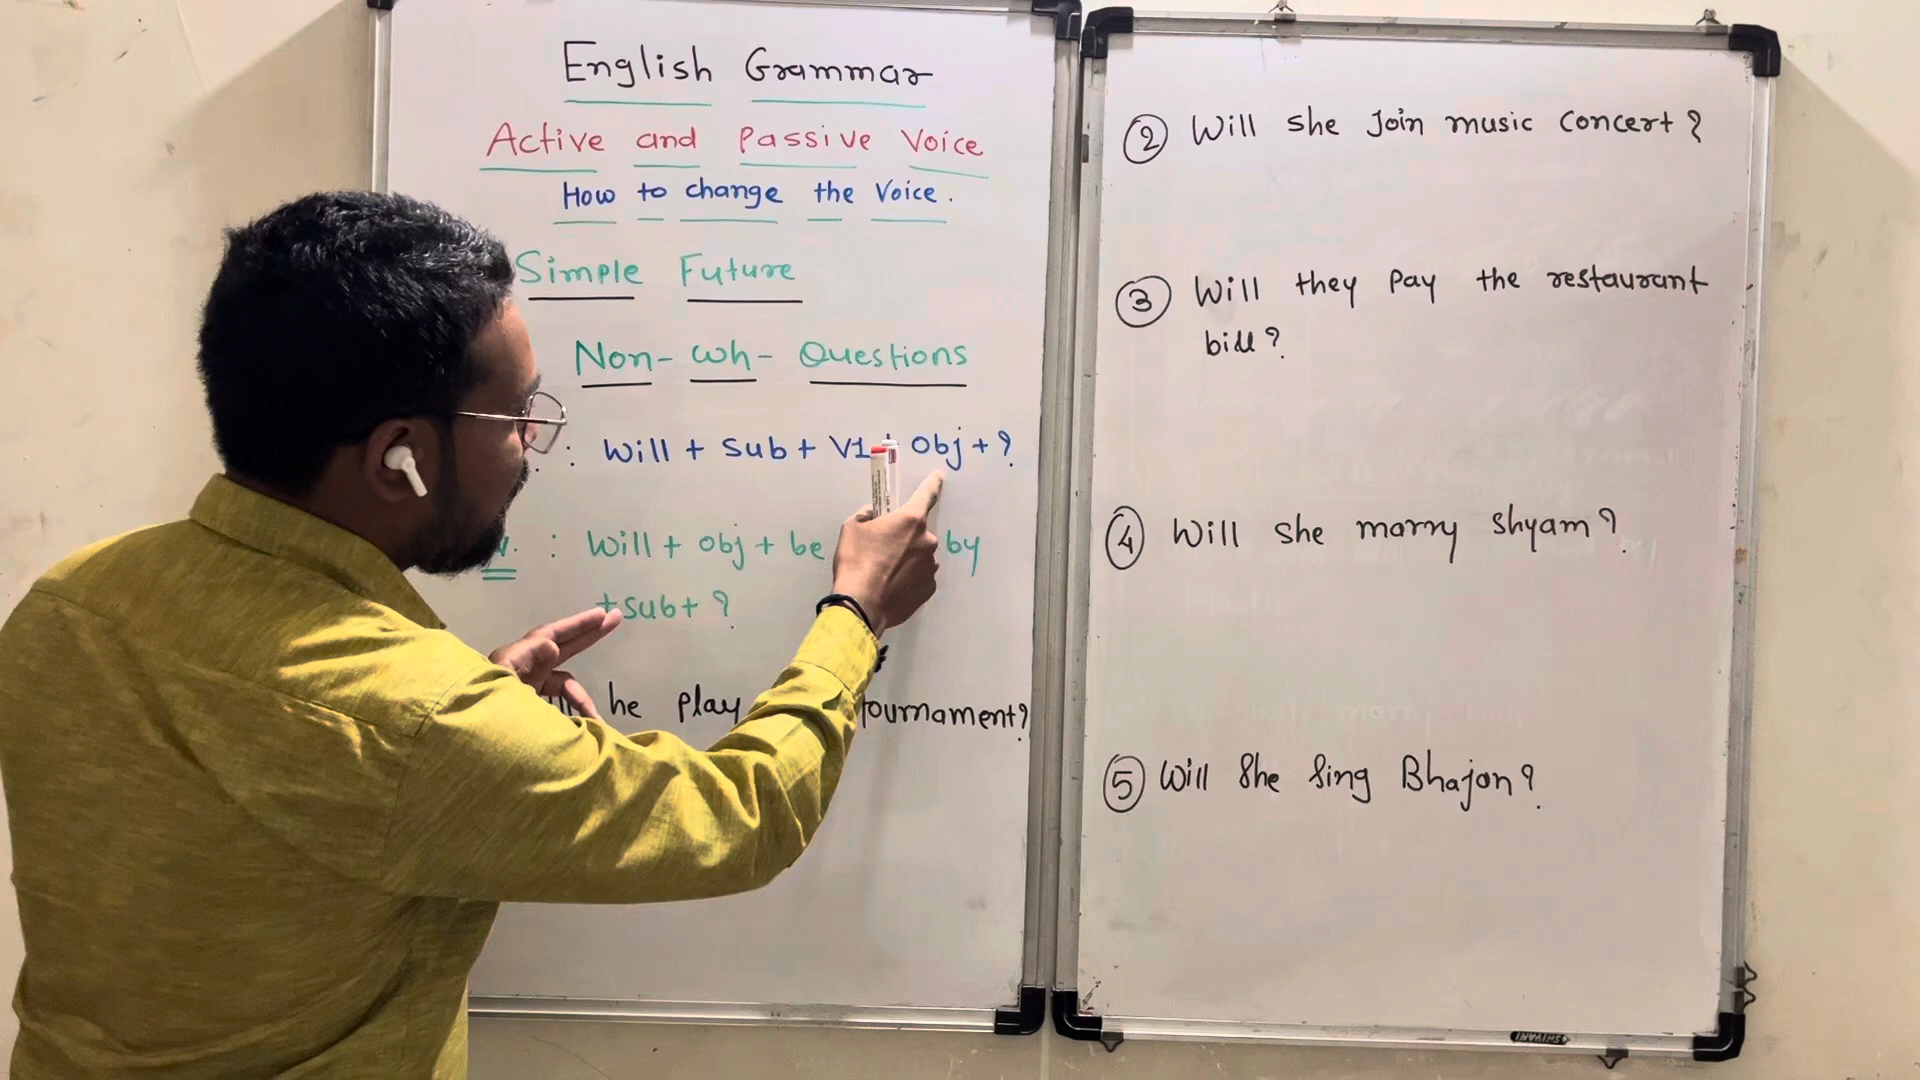 English Grammar
Active and Passive Voice
How to change the Voice.
Simple Future
Non- Wh- Questions
: Will + Sub + V1 + Obj + ?
: Will + Obj + be by
+ Sub + ?
he play tournament?
② Will she Join music concert?
③ Will they Pay the restaurant
bill?
④ Will she marry Shyam?
⑤ Will She Sing Bhajan?
SHIVANI